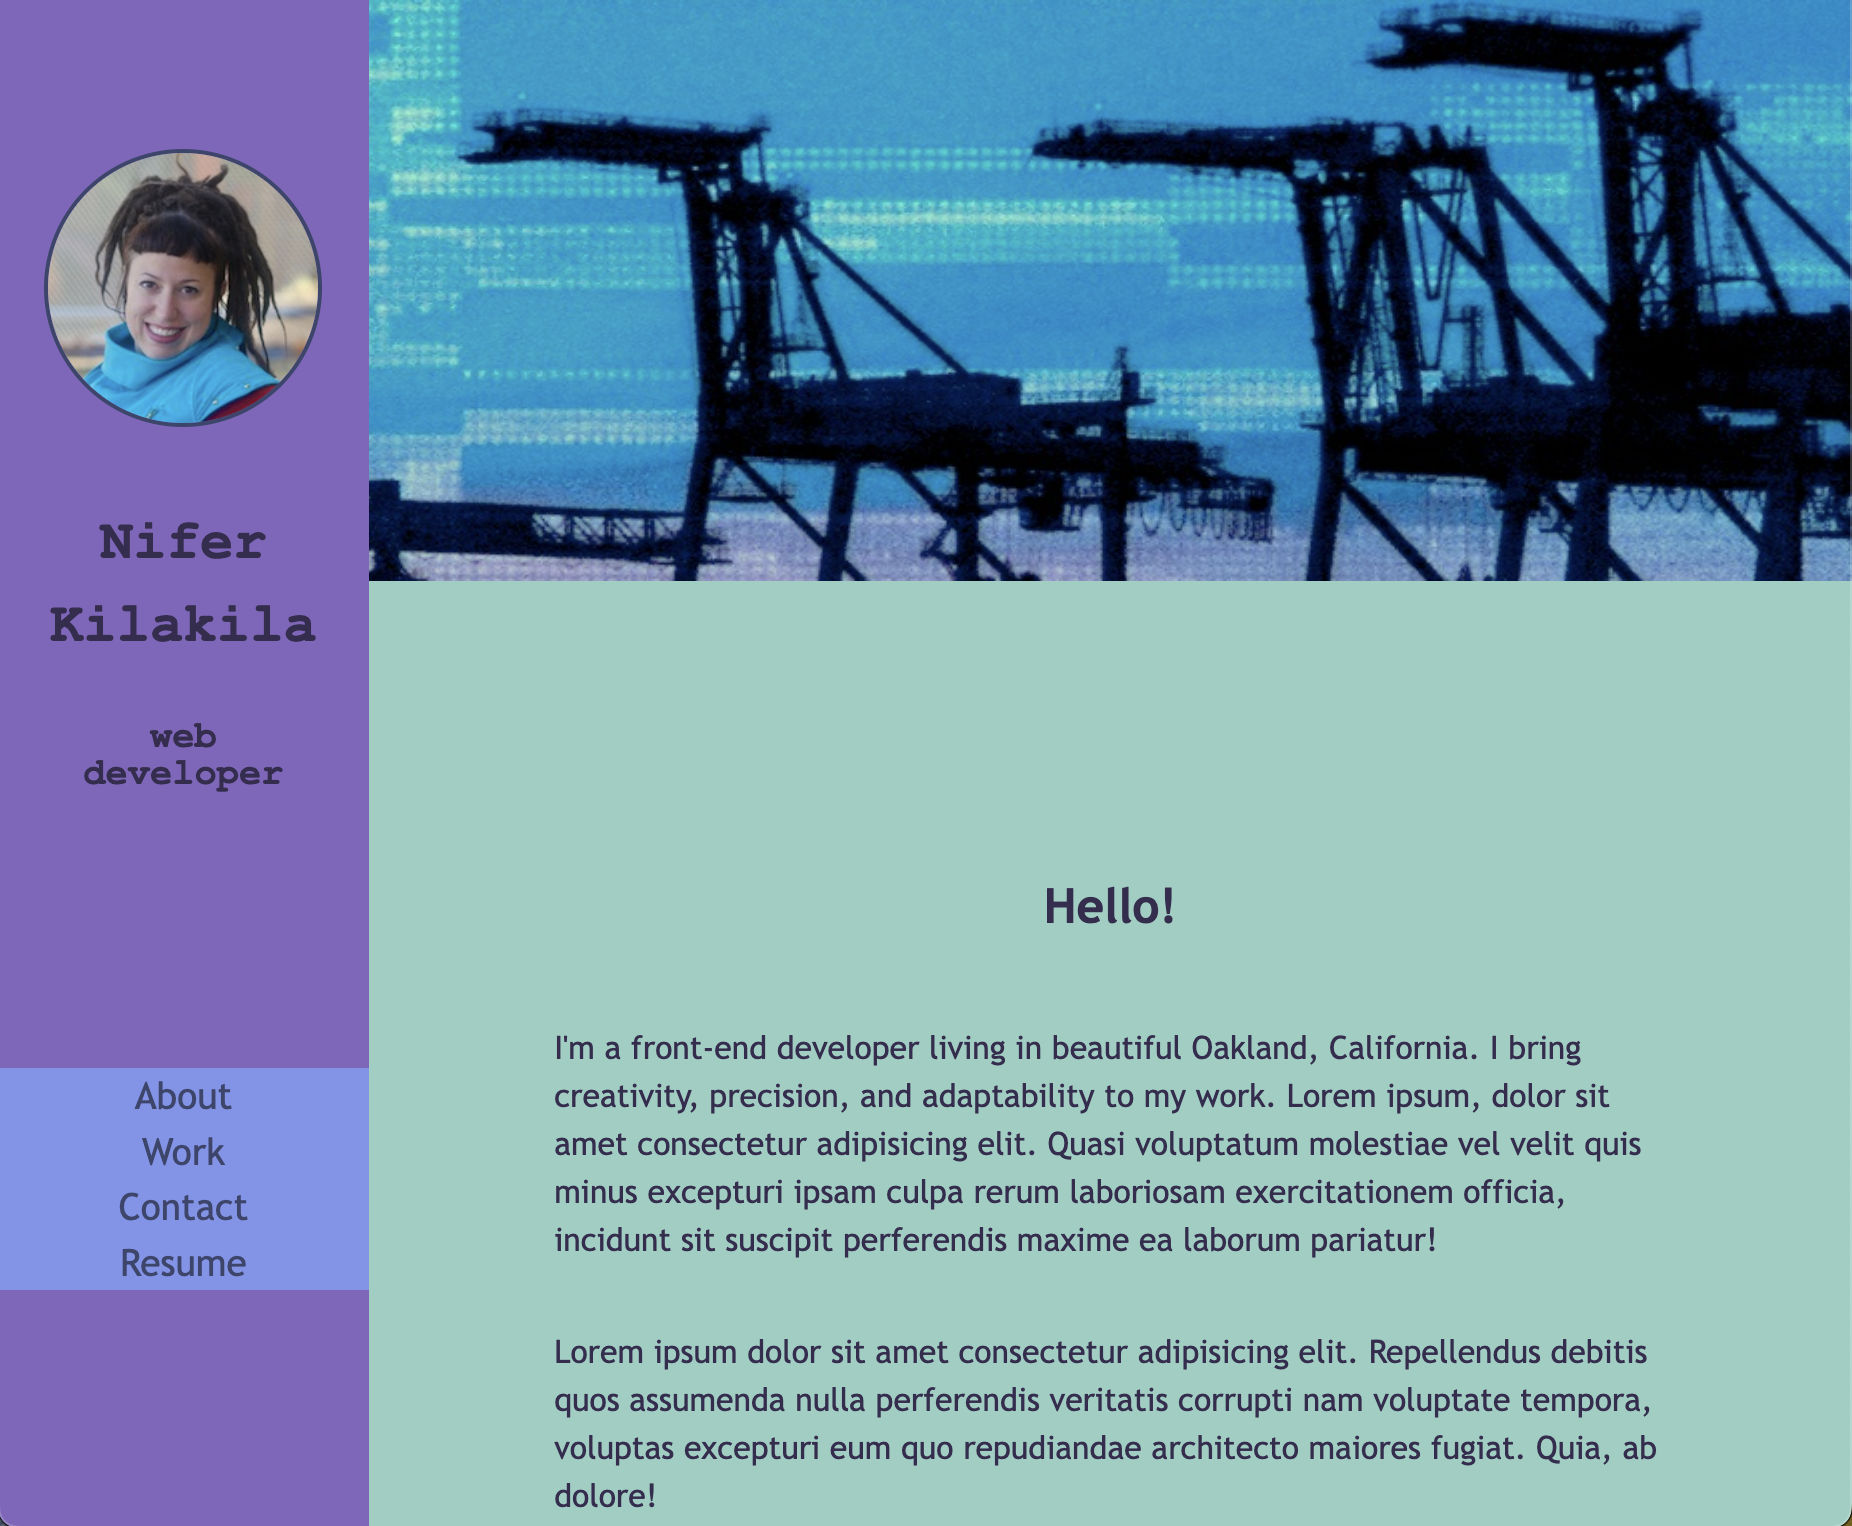 Nifer
Kilakila
web
developer
About
Work
Contact
Resume
Hello!
I'm a front-end developer living in beautiful Oakland, California. I bring
creativity, precision, and adaptability to my work. Lorem ipsum, dolor sit
amet consectetur adipisicing elit. Quasi voluptatum molestiae vel velit quis
minus excepturi ipsam culpa rerum laboriosam exercitationem officia,
incidunt sit suscipit perferendis maxime ea laborum pariatur!
Lorem ipsum dolor sit amet consectetur adipisicing elit. Repellendus debitis
quos assumenda nulla perferendis veritatis corrupti nam voluptate tempora,
voluptas excepturi eum quo repudiandae architecto maiores fugiat. Quia, ab
dolore!